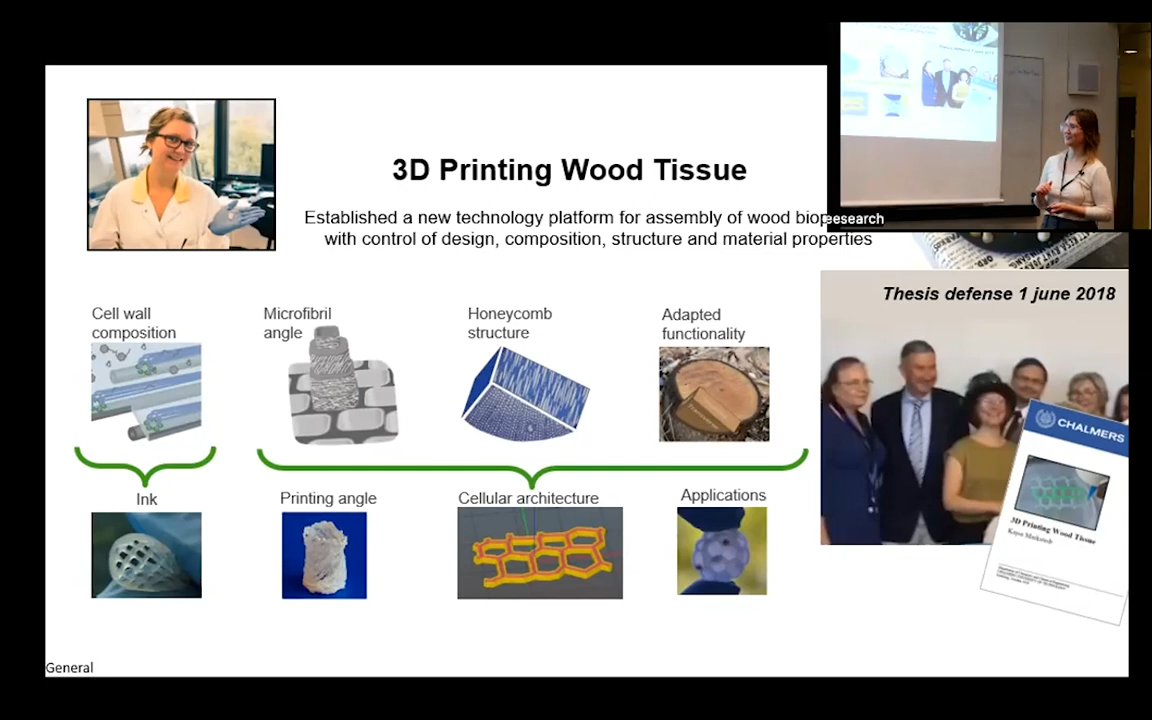 3D Printing Wood Tissue
Established a new technology platform for assembly of wood biop
eesearch
with control of design, composition, structure and material properties
Thesis defense 1 june 2018
Cell wall
composition
Microfibril
angle
Honeycomb
structure
Adapted
functionality
Ink
Printing angle
Cellular architecture
Applications
CHALMERS
3D Printing Wood Tissue
General